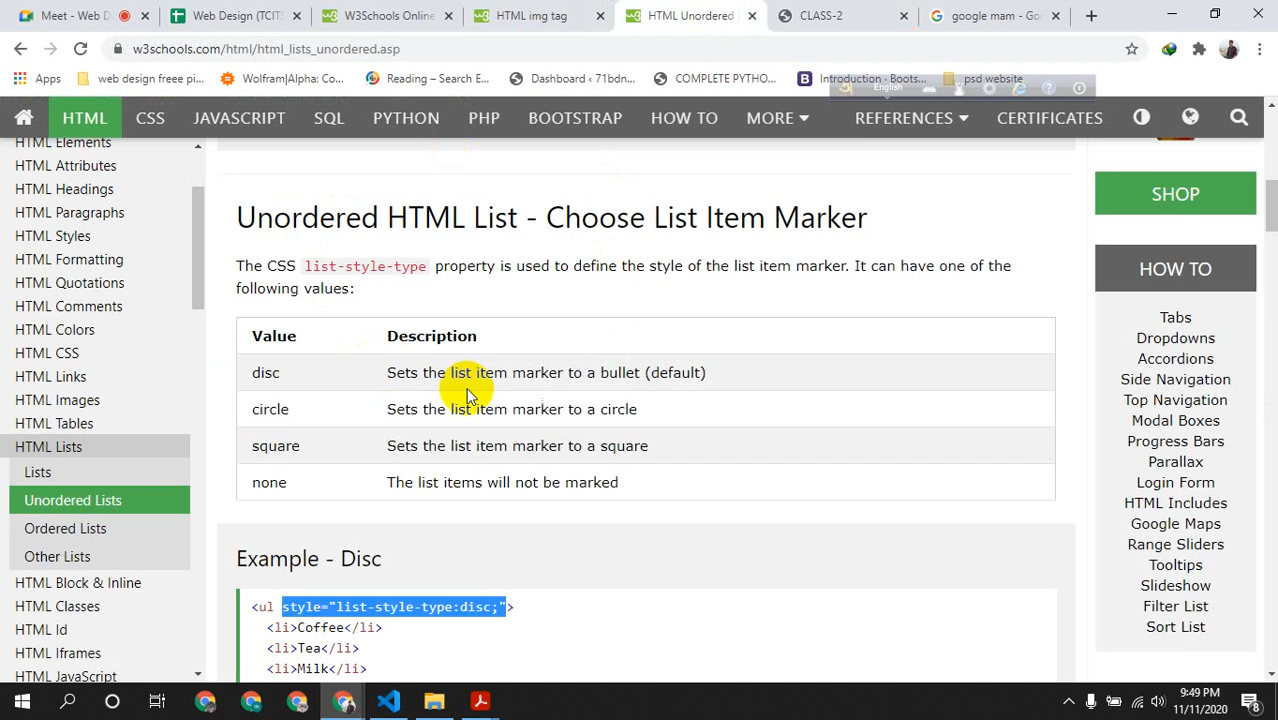 Meet - Web D
Web Design (TCITS
W3Schools Online
HTML img tag
HTML Unordered
CLASS-2
google mam - Go
w3schools.com/html/html_lists_unordered.asp
Apps
web design freee pi...
Wolfram|Alpha: Co...
Reading – Search E...
Dashboard ‹ 71bdn...
COMPLETE PYTHO...
Introduction · Boots...
psd website
English
HTML
CSS
JAVASCRIPT
SQL
PYTHON
PHP
BOOTSTRAP
HOW TO
MORE
REFERENCES
CERTIFICATES
HTML Elements
HTML Attributes
HTML Headings
HTML Paragraphs
HTML Styles
HTML Formatting
HTML Quotations
HTML Comments
HTML Colors
HTML CSS
HTML Links
HTML Images
HTML Tables
HTML Lists
Lists
Unordered Lists
Ordered Lists
Other Lists
HTML Block & Inline
HTML Classes
HTML Id
HTML Iframes
HTML JavaScript
Unordered HTML List - Choose List Item Marker
The CSS list-style-type property is used to define the style of the list item marker. It can have one of the
following values:
Value Description
disc Sets the list item marker to a bullet (default)
circle Sets the list item marker to a circle
square Sets the list item marker to a square
none The list items will not be marked
Example - Disc
<ul style="list-style-type:disc;">
<li>Coffee</li>
<li>Tea</li>
<li>Milk</li>
SHOP
HOW TO
Tabs
Dropdowns
Accordions
Side Navigation
Top Navigation
Modal Boxes
Progress Bars
Parallax
Login Form
HTML Includes
Google Maps
Range Sliders
Tooltips
Slideshow
Filter List
Sort List
9:49 PM
11/11/2020
8